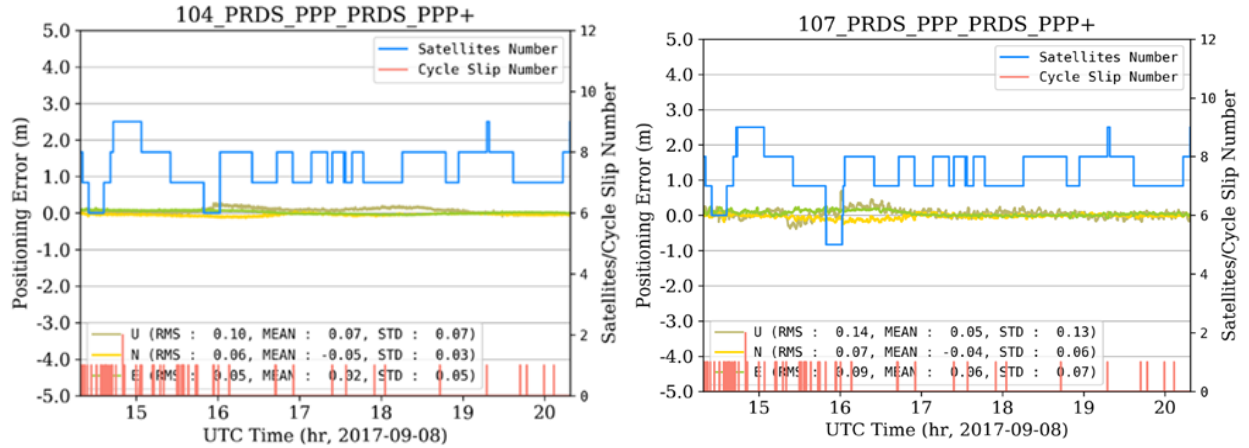 104_PRDS_PPP_PRDS_PPP+
5.0
4.0
3.0
2.0
1.0
0.0
-1.0
-2.0
-3.0
-4.0
-5.0
Positioning Error (m)
Satellites Number
Cycle Slip Number
12
10
8
6
4
2
0
Satellites/Cycle Slip Number
U (RMS : 0.10, MEAN : 0.07, STD : 0.07)
N (RMS : 0.06, MEAN : -0.05, STD : 0.03)
E (RMS : 0.05, MEAN : 0.02, STD : 0.05)
15 16 17 18 19 20
UTC Time (hr, 2017-09-08)
107_PRDS_PPP_PRDS_PPP+
5.0
4.0
3.0
2.0
1.0
0.0
-1.0
-2.0
-3.0
-4.0
-5.0
Positioning Error (m)
Satellites Number
Cycle Slip Number
12
10
8
6
4
2
0
Satellites/Cycle Slip Number
U (RMS : 0.14, MEAN : 0.05, STD : 0.13)
N (RMS : 0.07, MEAN : -0.04, STD : 0.06)
E (RMS : 0.09, MEAN : 0.06, STD : 0.07)
15 16 17 18 19 20
UTC Time (hr, 2017-09-08)